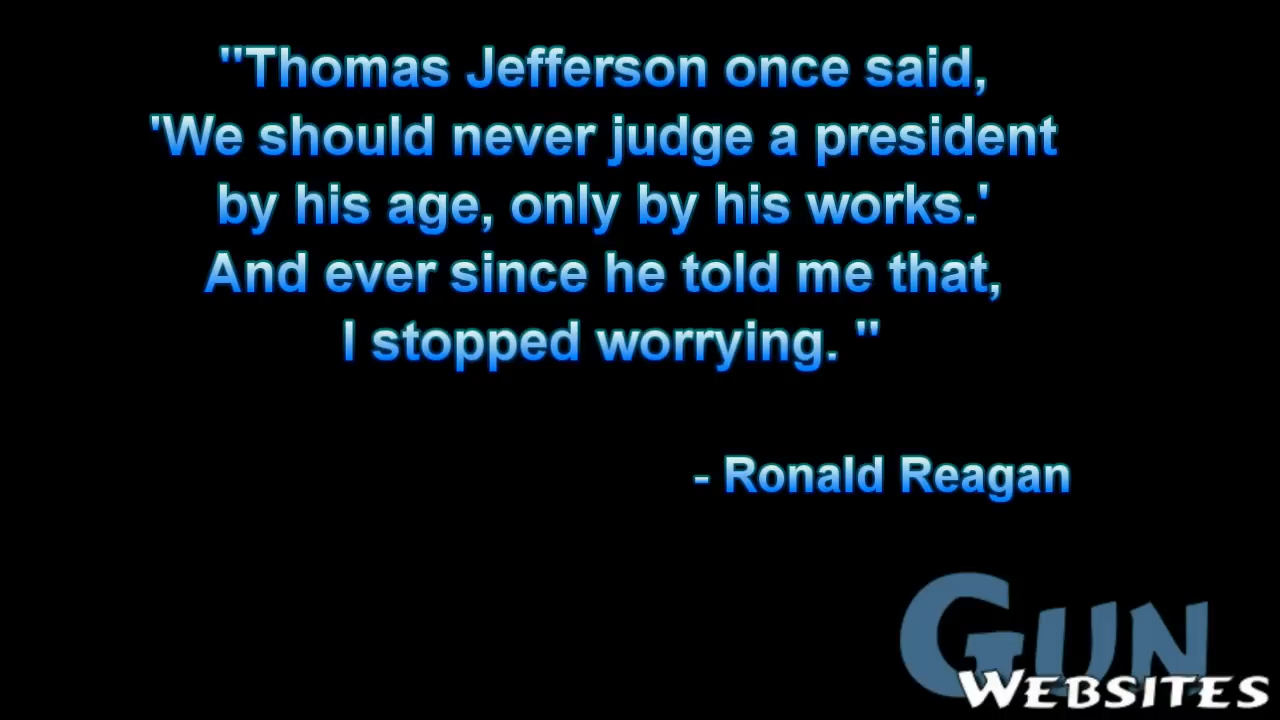 "Thomas Jefferson once said,
'We should never judge a president
by his age, only by his works.'
And ever since he told me that,
I stopped worrying. "
- Ronald Reagan
GUN
WEBSITES